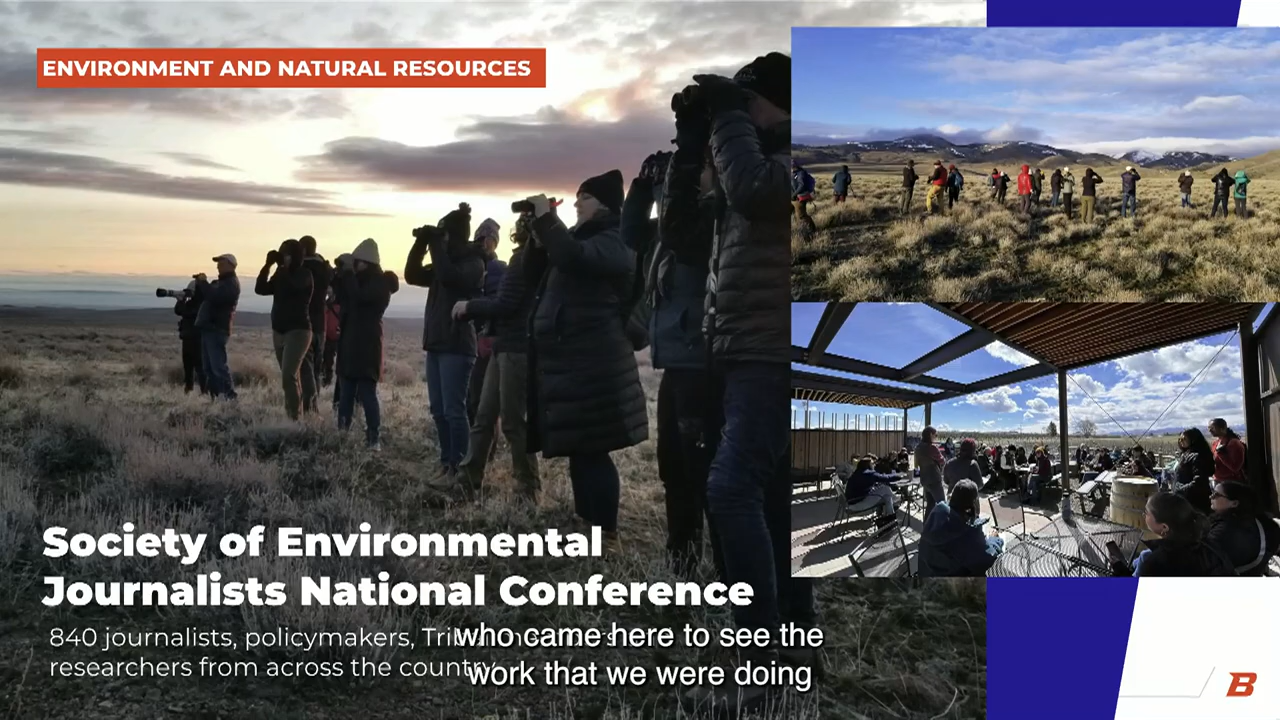 ENVIRONMENT AND NATURAL RESOURCES
Society of Environmental
Journalists National Conference
840 journalists, policymakers,
researchers from across the country
who came here to see the
work that we were doing
B